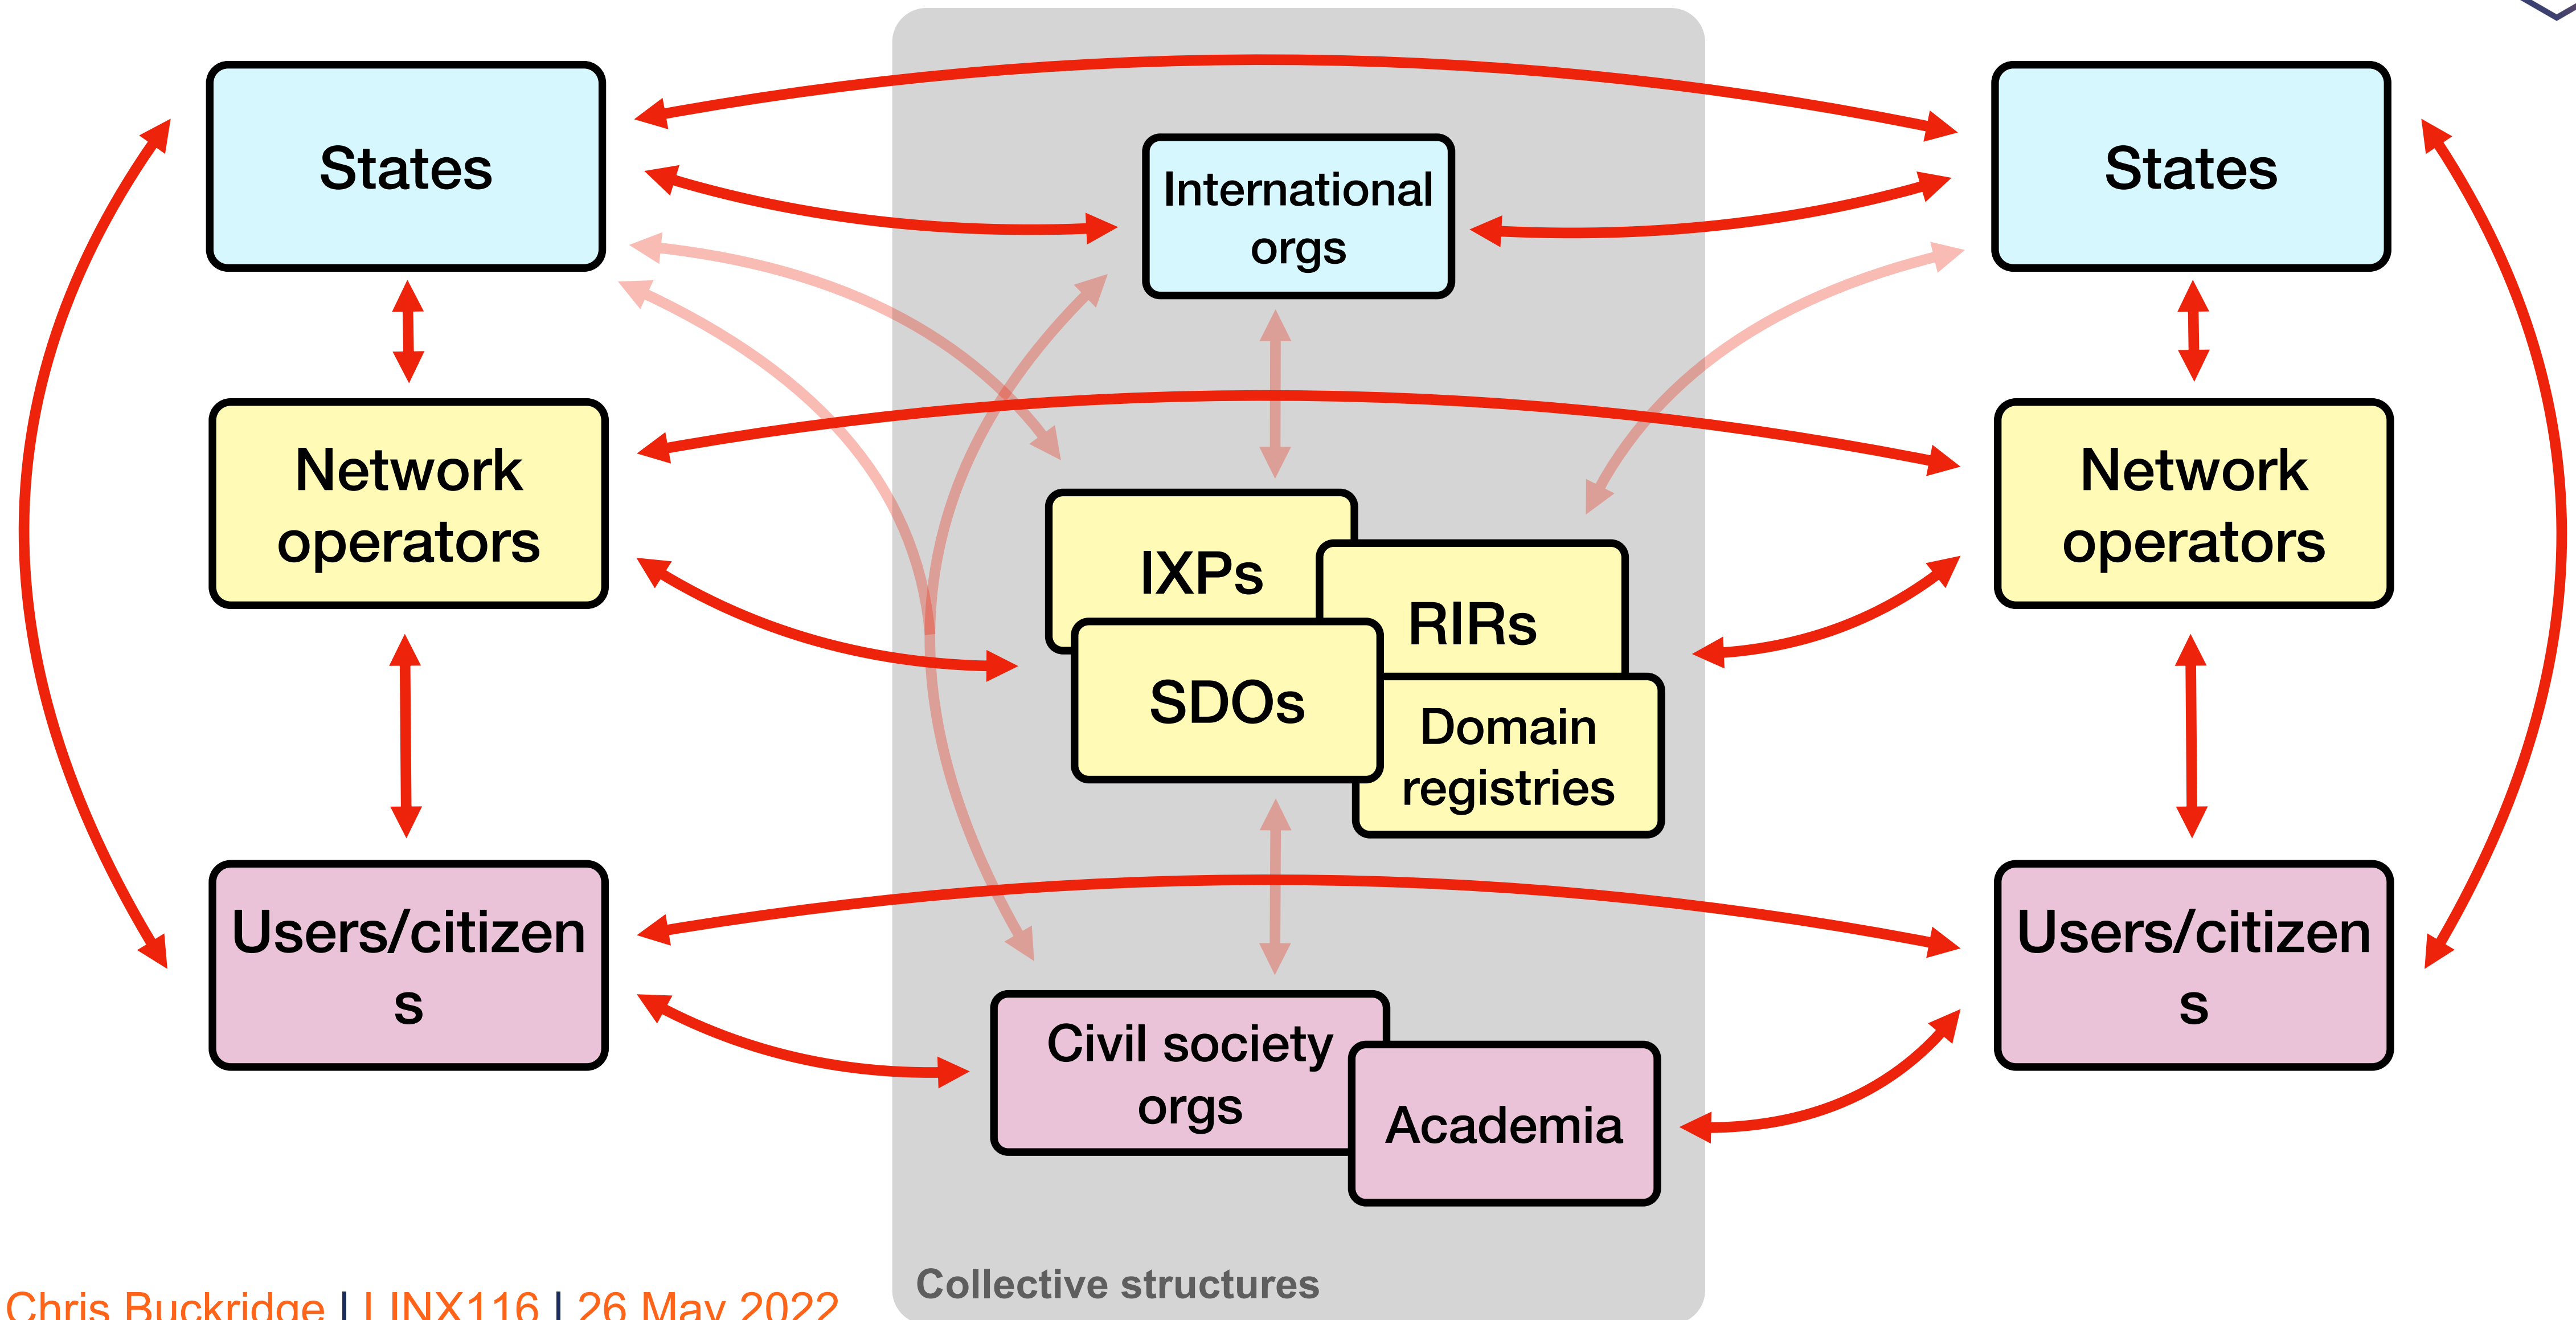 States
International
orgs
States
Network
operators
Network
operators
IXPs
RIRs
SDOs
Domain
registries
Users/citizen
s
Users/citizen
s
Civil society
orgs
Academia
Collective structures
Chris Buckridge | LINX116 | 26 May 2022